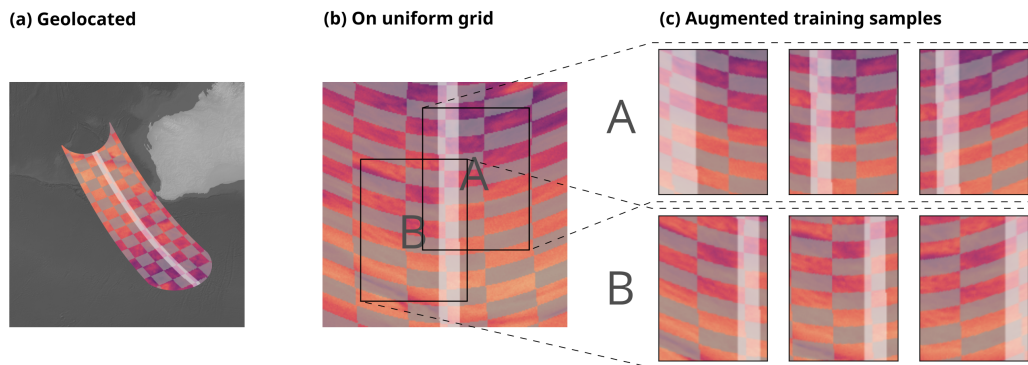 (a) Geolocated
(b) On uniform grid
(c) Augmented training samples
A
B
A
B